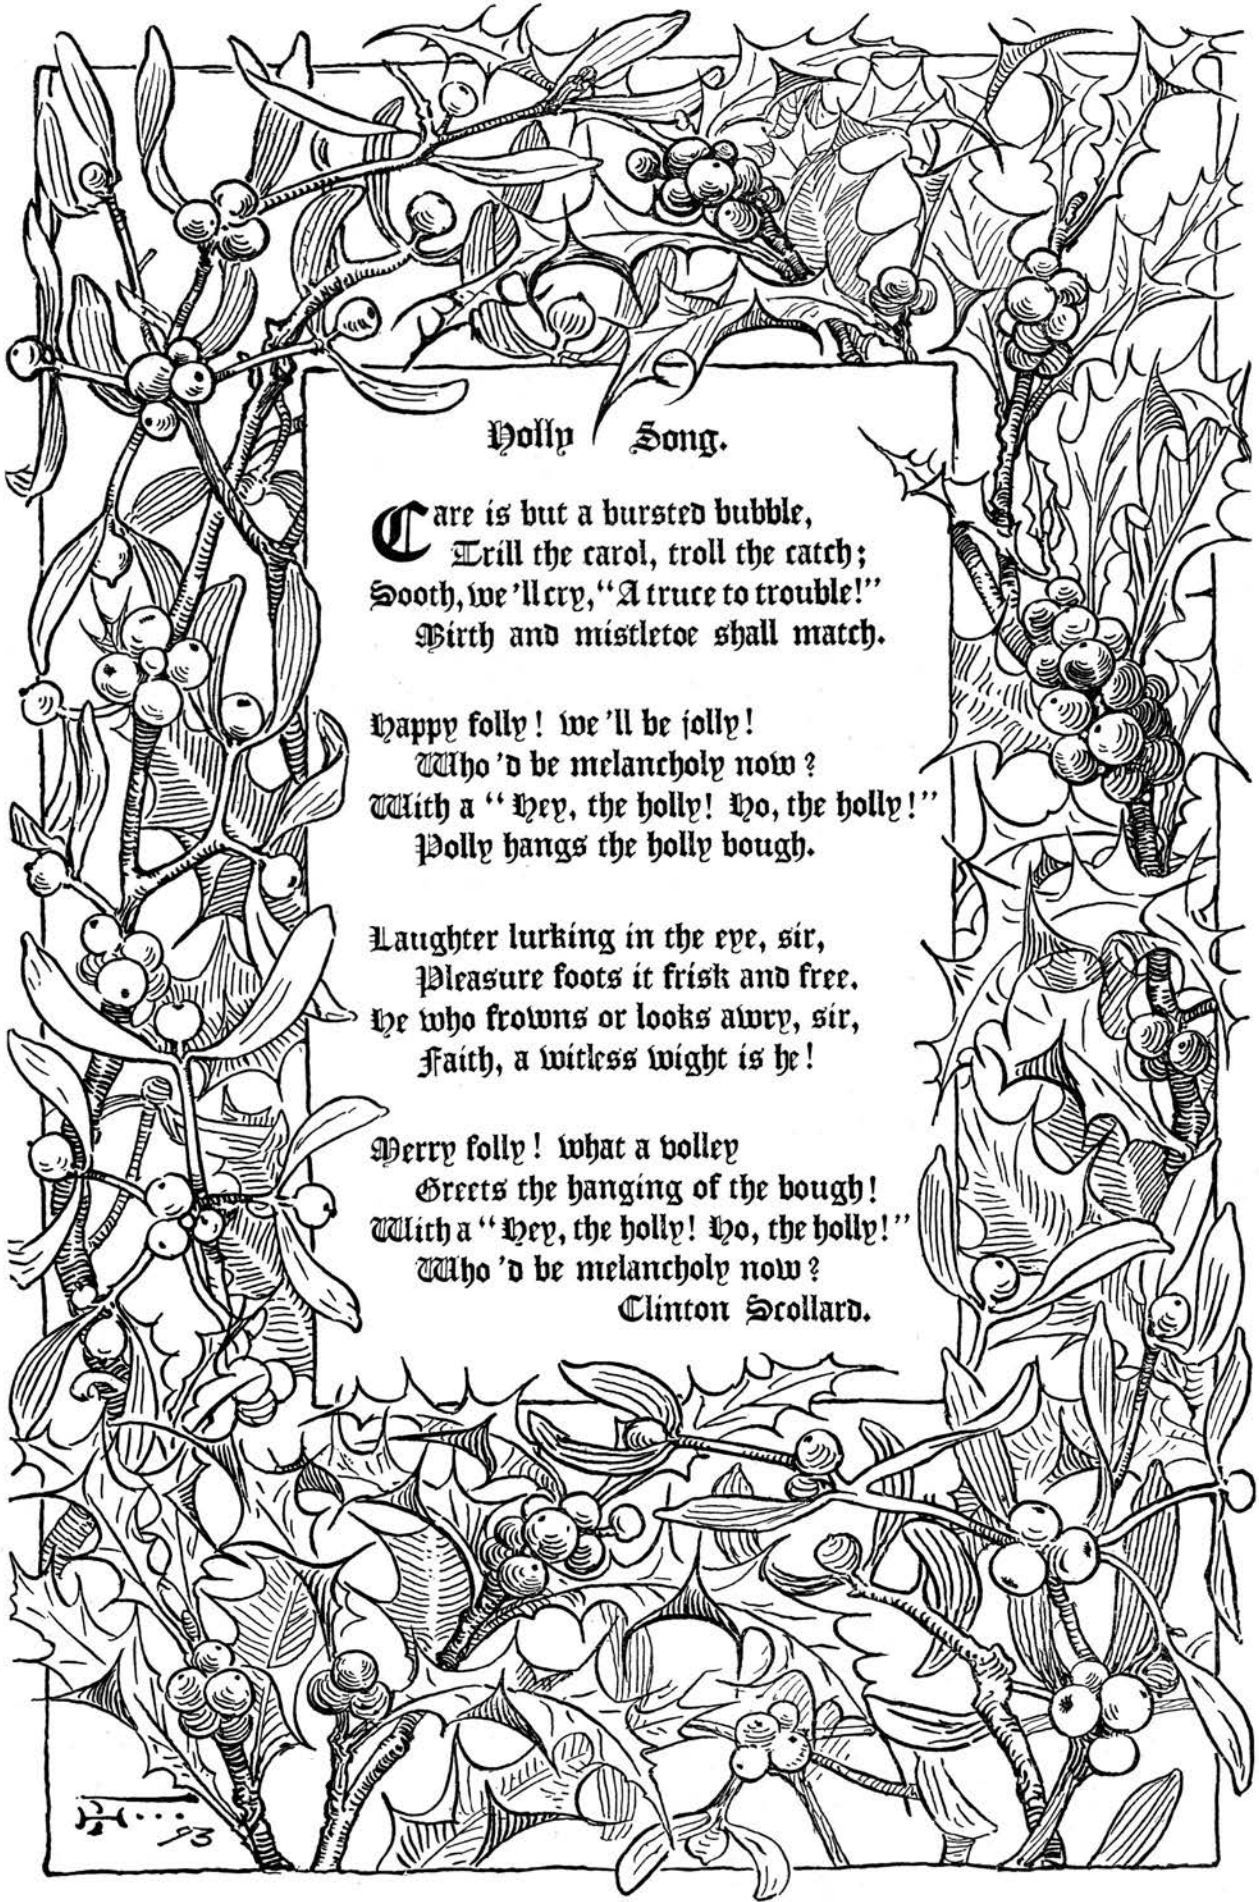 Holly Song.
Care is but a bursted bubble,
Trill the carol, troll the catch;
Sooth, we'll cry, "A truce to trouble!"
Mirth and mistletoe shall match.
Happy folly! we'll be jolly!
Who'd be melancholy now?
With a "Hey, the holly! Ho, the holly!"
Polly hangs the holly bough.
Laughter lurking in the eye, sir,
Pleasure foots it frisk and free.
He who frowns or looks awry, sir,
Faith, a witless wight is he!
Merry folly! what a volley
Greets the hanging of the bough!
With a "Hey, the holly! Ho, the holly!"
Who'd be melancholy now?
Clinton Scollard.
93